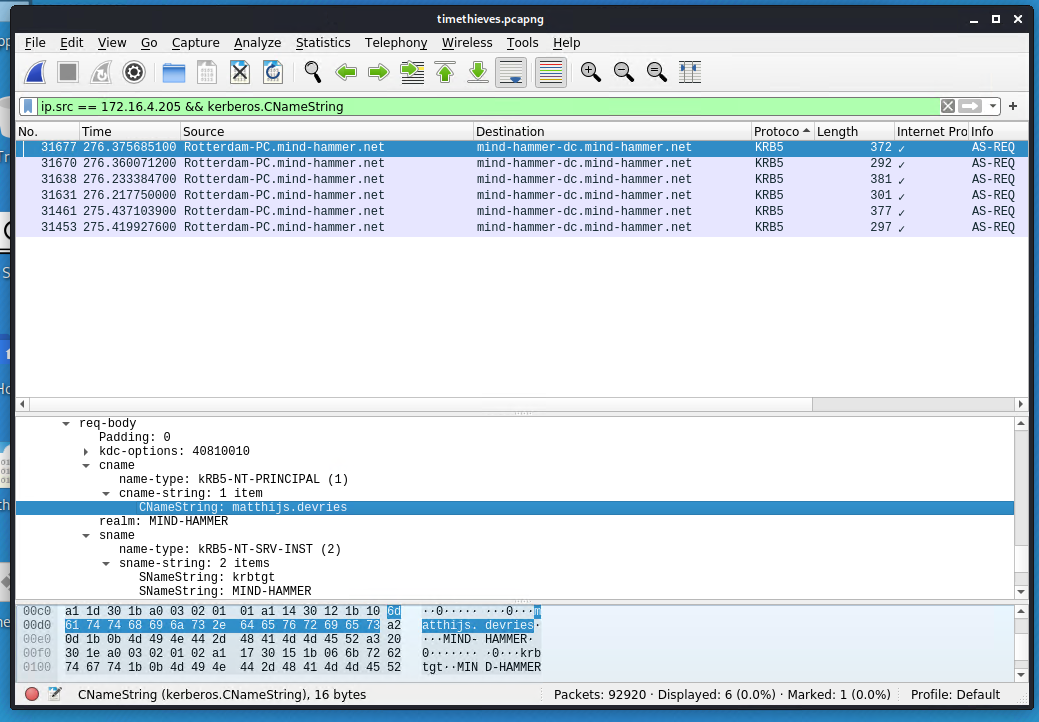 timethieves.pcapng
File Edit View Go Capture Analyze Statistics Telephony Wireless Tools Help
ip.src == 172.16.4.205 && kerberos.CNameString
No. Time Source Destination Protoco Length Internet Pro Info
31677 276.375685100 Rotterdam-PC.mind-hammer.net mind-hammer-dc.mind-hammer.net KRB5 372 ✓ AS-REQ
31670 276.360071200 Rotterdam-PC.mind-hammer.net mind-hammer-dc.mind-hammer.net KRB5 292 ✓ AS-REQ
31638 276.233384700 Rotterdam-PC.mind-hammer.net mind-hammer-dc.mind-hammer.net KRB5 381 ✓ AS-REQ
31631 276.217750000 Rotterdam-PC.mind-hammer.net mind-hammer-dc.mind-hammer.net KRB5 301 ✓ AS-REQ
31461 275.437103900 Rotterdam-PC.mind-hammer.net mind-hammer-dc.mind-hammer.net KRB5 377 ✓ AS-REQ
31453 275.419927600 Rotterdam-PC.mind-hammer.net mind-hammer-dc.mind-hammer.net KRB5 297 ✓ AS-REQ
req-body
Padding: 0
kdc-options: 40810010
cname
name-type: kRB5-NT-PRINCIPAL (1)
cname-string: 1 item
CNameString: matthijs.devries
realm: MIND-HAMMER
sname
name-type: kRB5-NT-SRV-INST (2)
sname-string: 2 items
SNameString: krbtgt
SNameString: MIND-HAMMER
00c0 a1 1d 30 1b a0 03 02 01 01 a1 14 30 12 1b 10 6d ··0····· ···0···m
00d0 61 74 74 68 69 6a 73 2e 64 65 76 72 69 65 73 a2 atthijs. devries·
00e0 0d 1b 0b 4d 49 4e 44 2d 48 41 4d 4d 45 52 a3 20 ···MIND- HAMMER· 
00f0 30 1e a0 03 02 01 02 a1 17 30 15 1b 06 6b 72 62 0······· ·0···krb
0100 74 67 74 1b 0b 4d 49 4e 44 2d 48 41 4d 4d 45 52 tgt··MIN D-HAMMER
CNameString (kerberos.CNameString), 16 bytes Packets: 92920 · Displayed: 6 (0.0%) · Marked: 1 (0.0%) Profile: Default